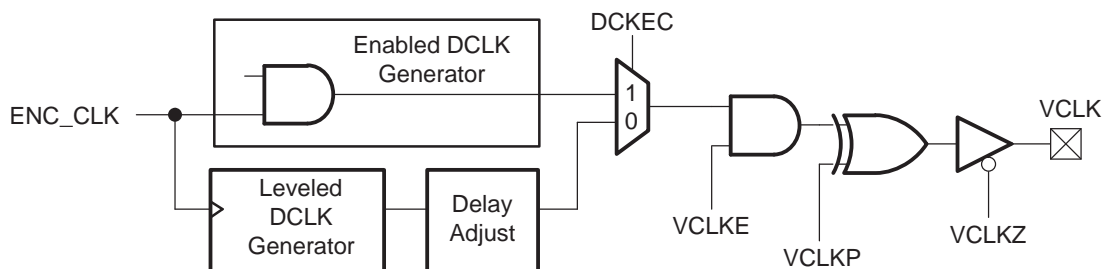 DCKEC
Enabled DCLK
Generator
1
0
ENC_CLK
VCLK
Leveled
DCLK
Generator
Delay
Adjust
VCLKE
VCLKP
VCLKZ